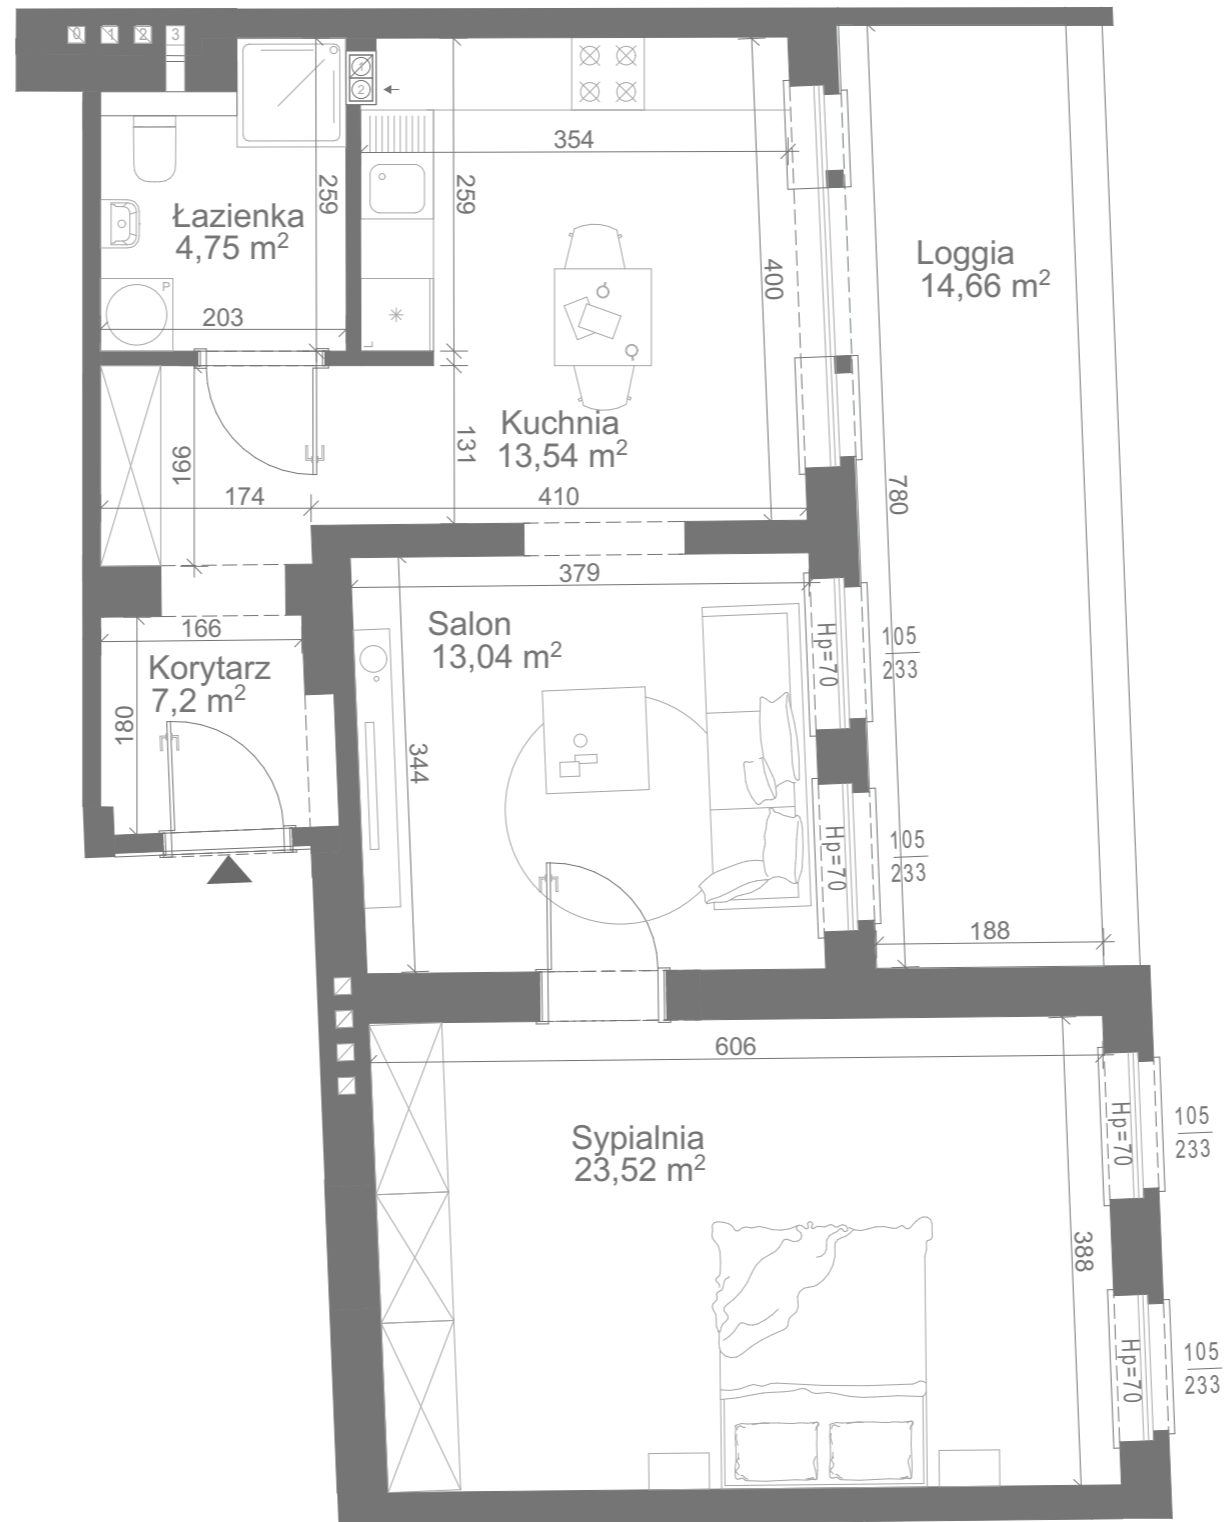 0 1 2 3
1
2
354
259
259
Łazienka
4,75 m²
400
Loggia
14,66 m²
P
203
Kuchnia
13,54 m²
131
166
174
410
780
379
166
Salon
13,04 m²
Hp=70
105
233
Korytarz
7,2 m²
180
344
Hp=70
105
233
188
606
Sypialnia
23,52 m²
Hp=70
105
233
388
Hp=70
105
233